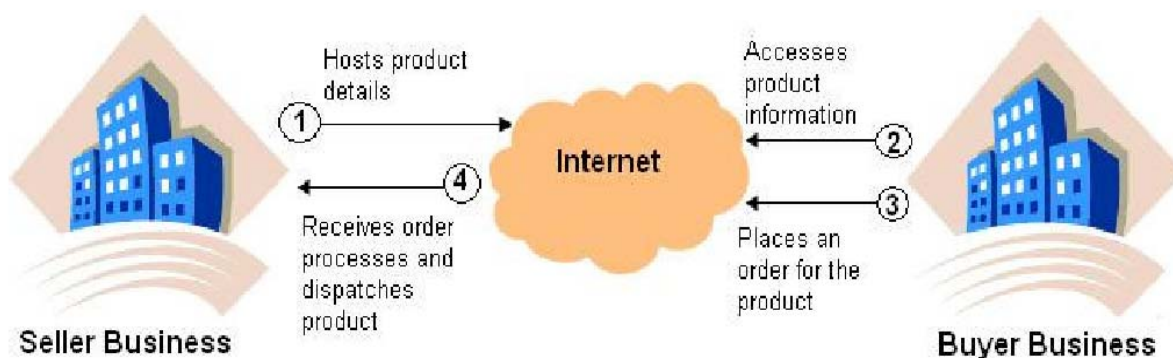 Hosts product
details
1
4
Receives order
processes and
dispatches
product
Seller Business
Internet
Accesses
product
information
2
3
Places an
order for the
product
Buyer Business